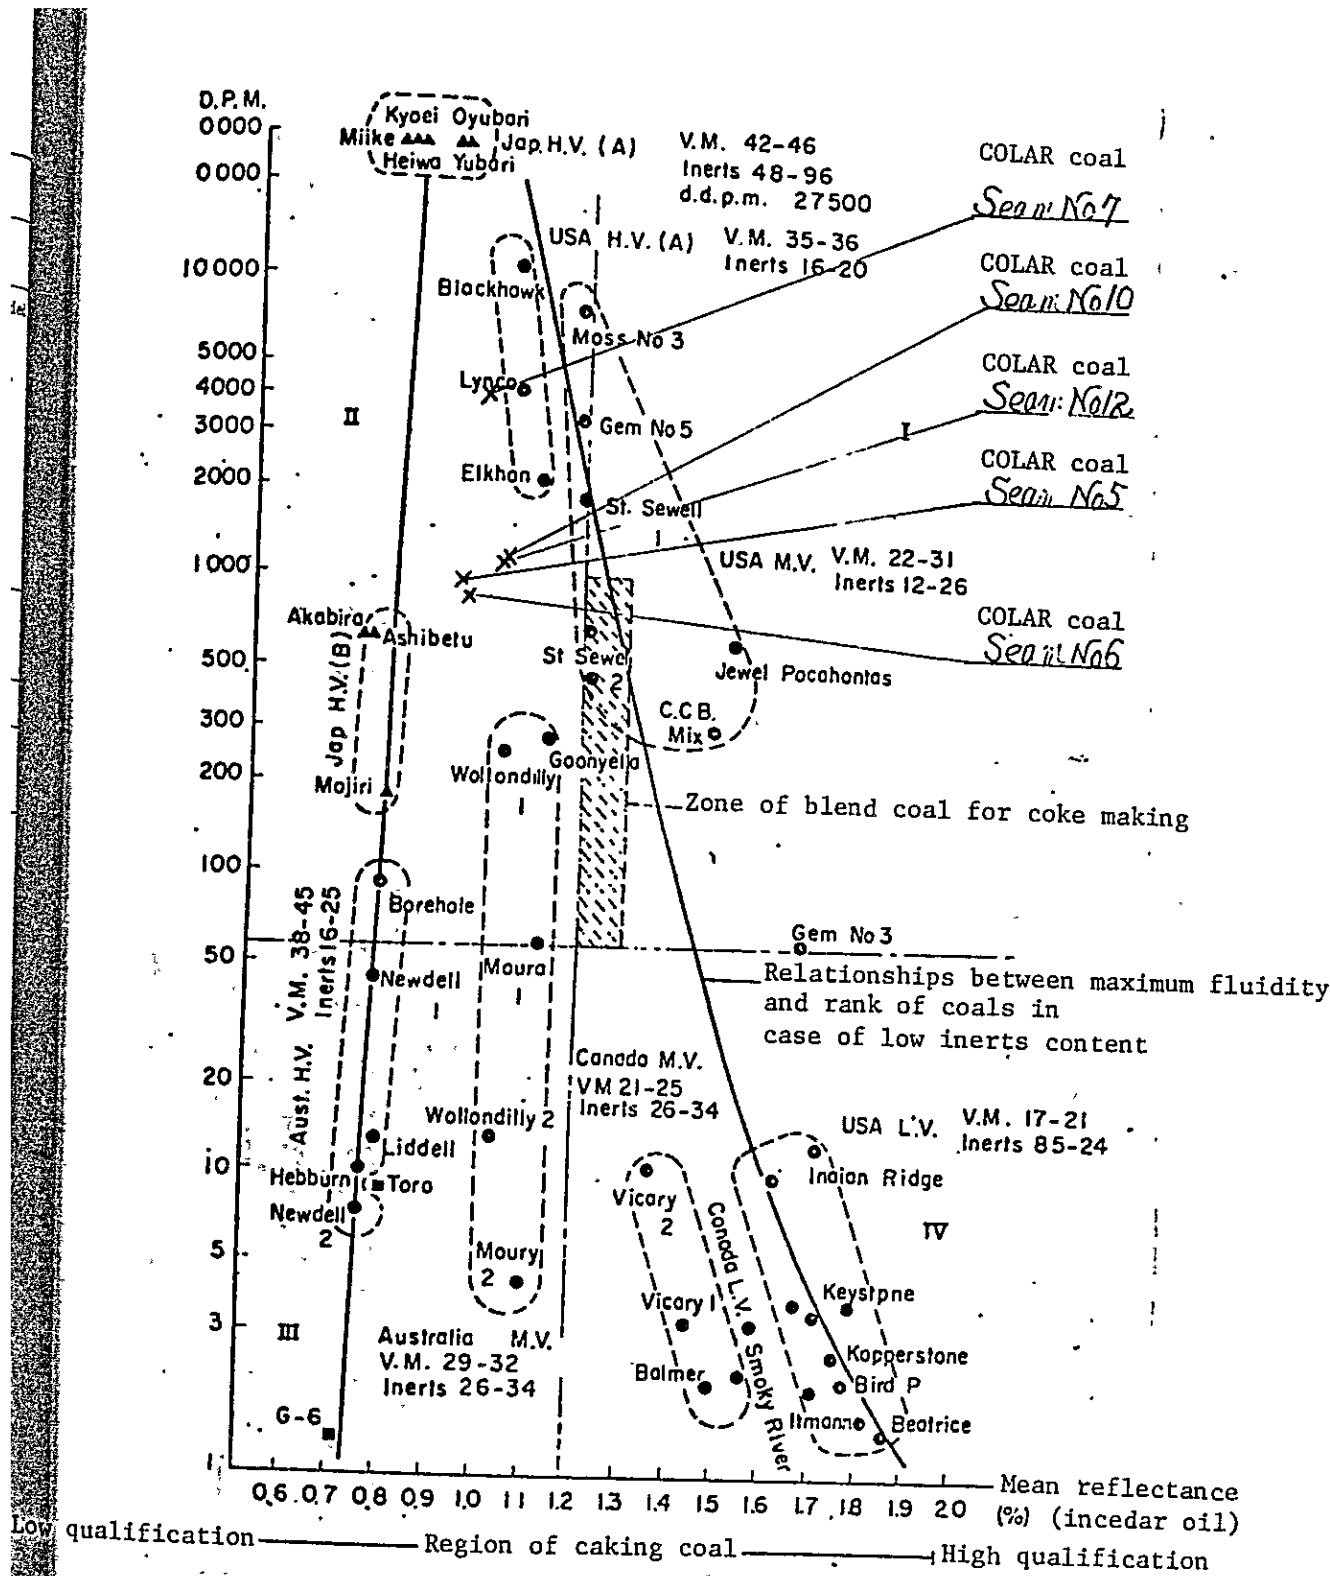 D.P.M.
0000
Kyoei Oyubari
Miike
Jap. H.V. (A)
Heiwa Yubari
0000
V.M. 42-46
Inerts 48-96
d.d.p.m. 27500
COLAR coal
Seam No7
USA H.V. (A)
V.M. 35-36
Inerts 16-20
10000
Blackhawk
COLAR coal
Seam No10
Moss No 3
5000
4000
Lynco
COLAR coal
Seam No12
3000
II
Gem No 5
I
2000
Elkhan
St. Sewell
I
COLAR coal
Seam No5
1000
USA M.V.
V.M. 22-31
Inerts 12-26
Akabira
Ashibetu
Jap H.V. (B)
COLAR coal
Seam No6
500
St Sewel
2
Jewel Pocahontas
300
C.C.B.
Mix
200
Wollondilly
I
Goonyella
Mojiri
Zone of blend coal for coke making
100
Borehole
Aust. H.V. V.M. 38-45
Inerts 16-25
50
Gem No 3
Newdell
I
Moura
I
Relationships between maximum fluidity
and rank of coals in
case of low inerts content
20
Canada M.V.
VM 21-25
Inerts 26-34
Wollondilly 2
Liddell
USA L.V.
V.M. 17-21
Inerts 85-24
10
Hebburn
Toro
Newdell
2
Vicary
2
Indian Ridge
IV
Canada L.V. Smoky River
5
Moury
2
Keystpne
3
III
Vicary I
Australia M.V.
V.M. 29-32
Inerts 26-34
Balmer
Kopperstone
Bird P
Itmann
Beatrice
G-6
1
0.6 0.7 0.8 0.9 1.0 1.1 1.2 1.3 1.4 1.5 1.6 1.7 1.8 1.9 2.0
Mean reflectance
(%) (incedar oil)
Low qualification
Region of caking coal
High qualification